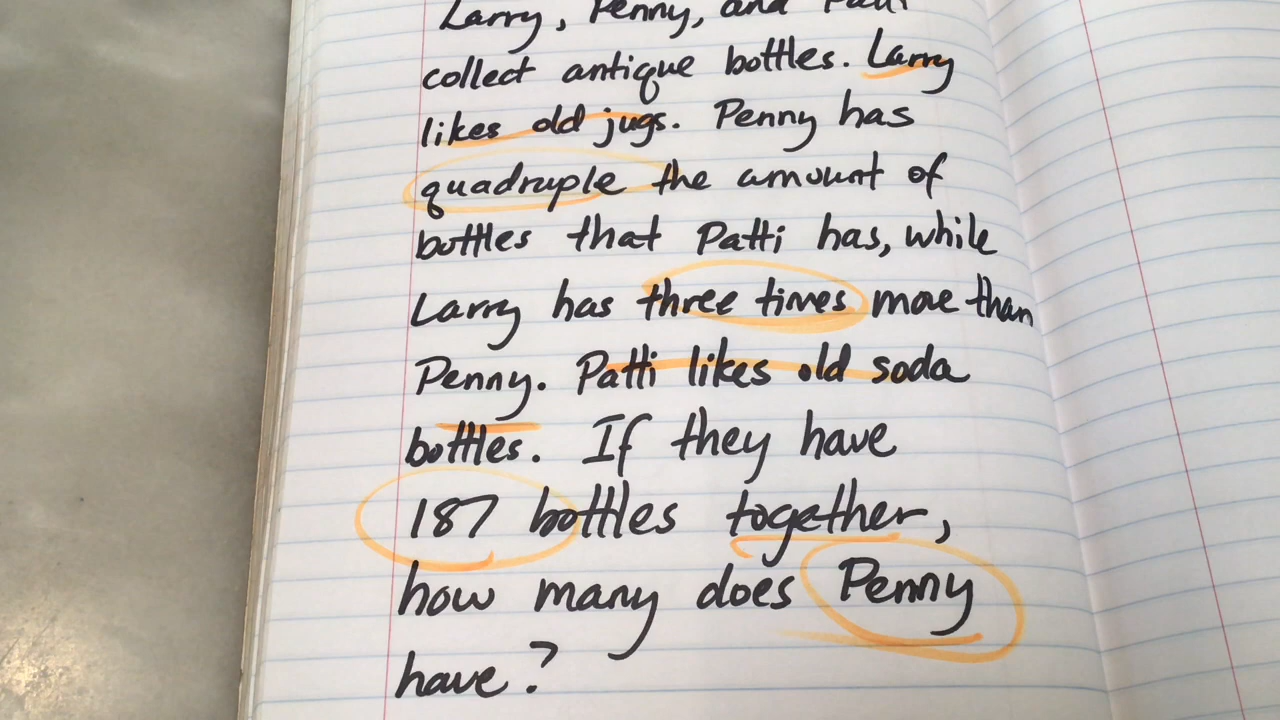 Larry, Penny, and Patti
collect antique bottles. Larry
likes old jugs. Penny has
quadruple the amount of
bottles that Patti has, while
Larry has three times more than
Penny. Patti likes old soda
bottles. If they have
187 bottles together,
how many does Penny
have?